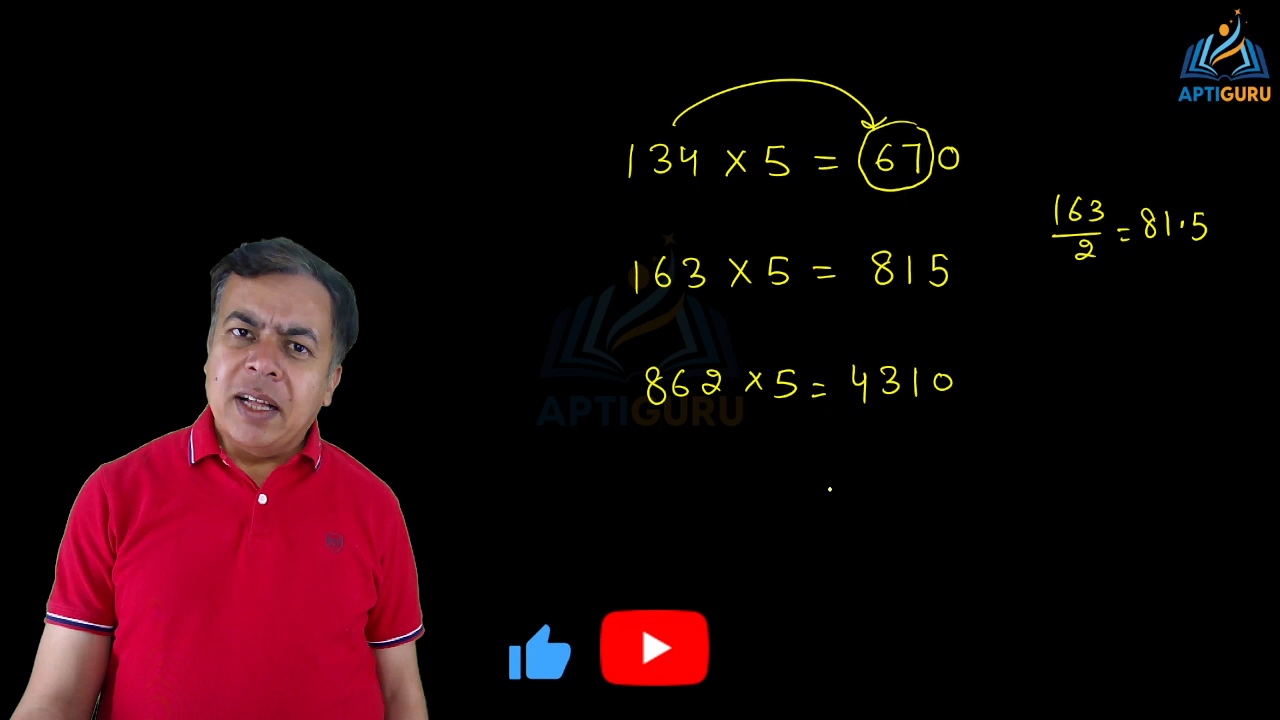 APTIGURU
134 × 5 = 670
163/2 = 81.5
163 × 5 = 815
862 × 5 = 4310
APTIGURU